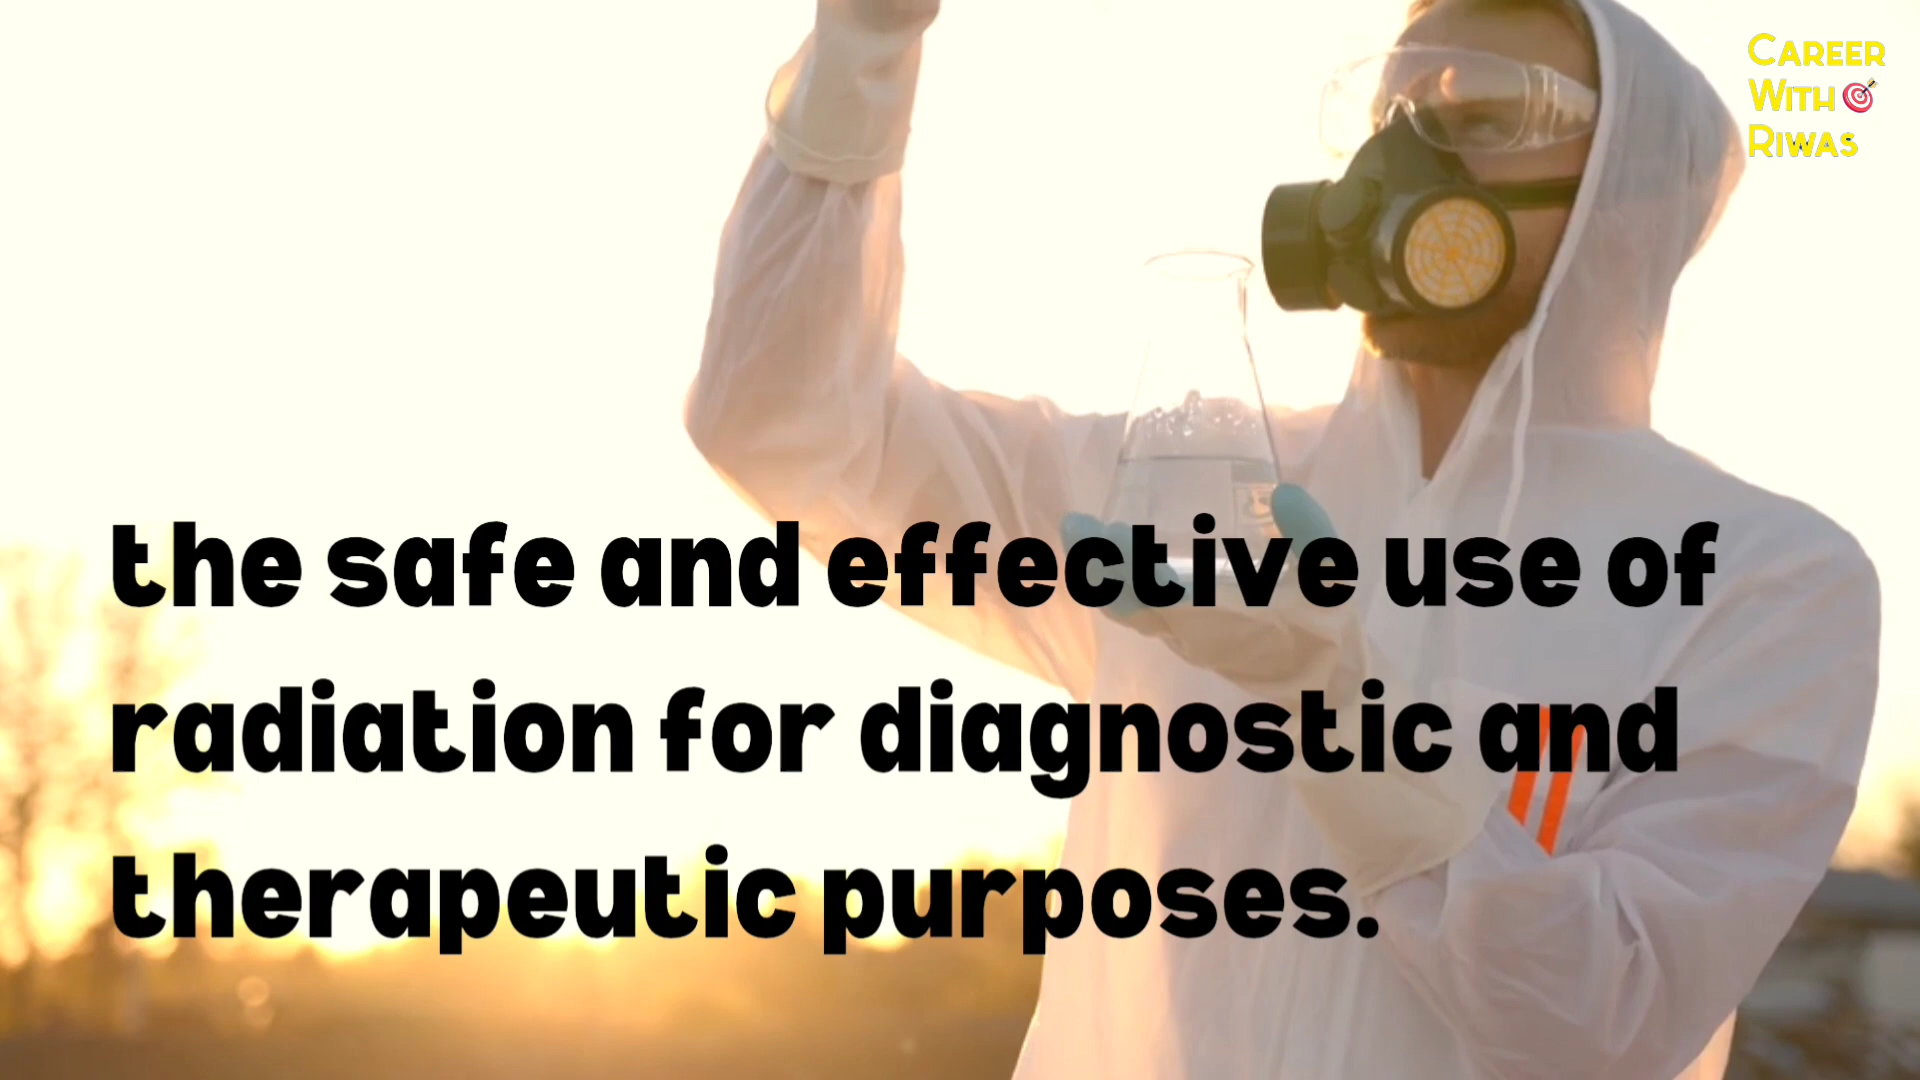 Career
With
Riwas
the safe and effective use of
radiation for diagnostic and
therapeutic purposes.